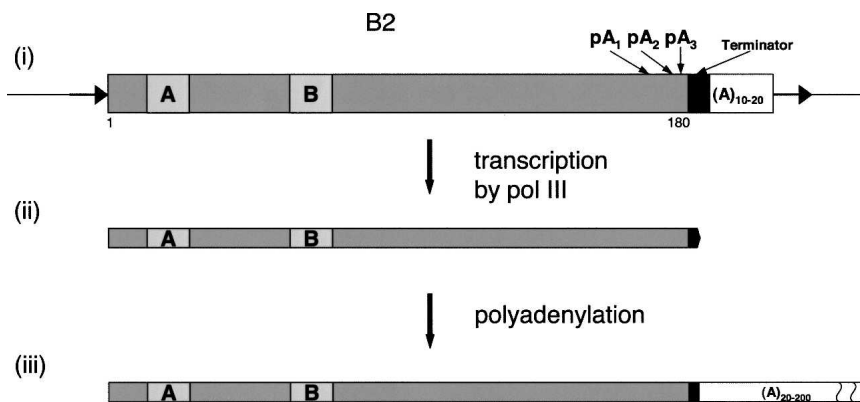 B2
pA1 pA2 pA3 Terminator
(i)
A B (A)10-20
1 180
transcription
by pol III
(ii)
A B
polyadenylation
(iii)
A B (A)20-200